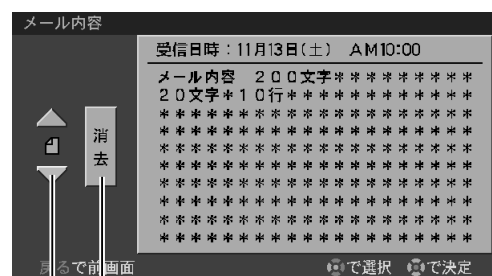 メール内容
受信日時：11月13日(土)　AM10:00
メール内容　２００文字＊＊＊＊＊＊＊＊＊
２０文字＊１０行＊＊＊＊＊＊＊＊＊＊＊
＊＊＊＊＊＊＊＊＊＊＊＊＊＊＊＊＊＊＊＊
＊＊＊＊＊＊＊＊＊＊＊＊＊＊＊＊＊＊＊＊
＊＊＊＊＊＊＊＊＊＊＊＊＊＊＊＊＊＊＊＊
＊＊＊＊＊＊＊＊＊＊＊＊＊＊＊＊＊＊＊＊
＊＊＊＊＊＊＊＊＊＊＊＊＊＊＊＊＊＊＊＊
＊＊＊＊＊＊＊＊＊＊＊＊＊＊＊＊＊＊＊＊
＊＊＊＊＊＊＊＊＊＊＊＊＊＊＊＊＊＊＊＊
＊＊＊＊＊＊＊＊＊＊＊＊＊＊＊＊＊＊＊＊
消去
戻るで前画面　で選択　で決定